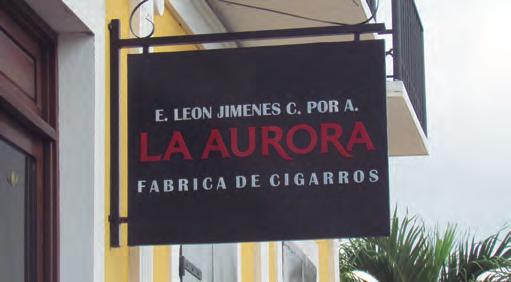 E. LEON JIMENES C. POR A.
LA AURORA
FABRICA DE CIGARROS